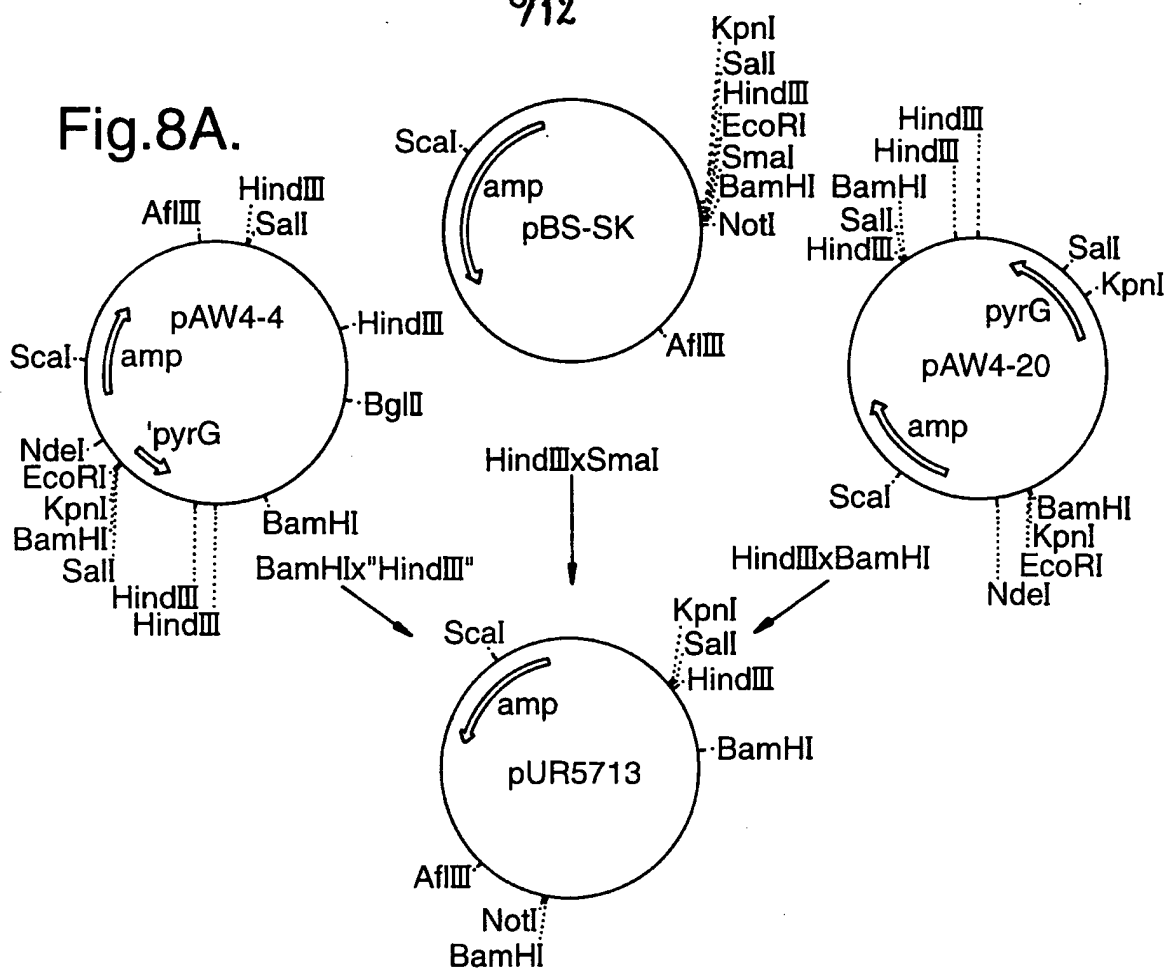 6/12
Fig.8A.
KpnI
SalI
HindIII
EcoRI
SmaI
BamHI
NotI
ScaI
amp
pBS-SK
AflIII
HindIII
SalI
AflIII
pAW4-4
HindIII
ScaI
amp
BglII
'pyrG
NdeI
EcoRI
KpnI
BamHI
SalI
HindIII
HindIII
BamHI
HindIII
HindIII
BamHI
SalI
HindIII
SalI
KpnI
pyrG
pAW4-20
amp
ScaI
BamHI
KpnI
EcoRI
NdeI
BamHIx"HindIII"
HindIIIxSmaI
HindIIIxBamHI
ScaI
KpnI
SalI
HindIII
amp
BamHI
pUR5713
AflIII
NotI
BamHI